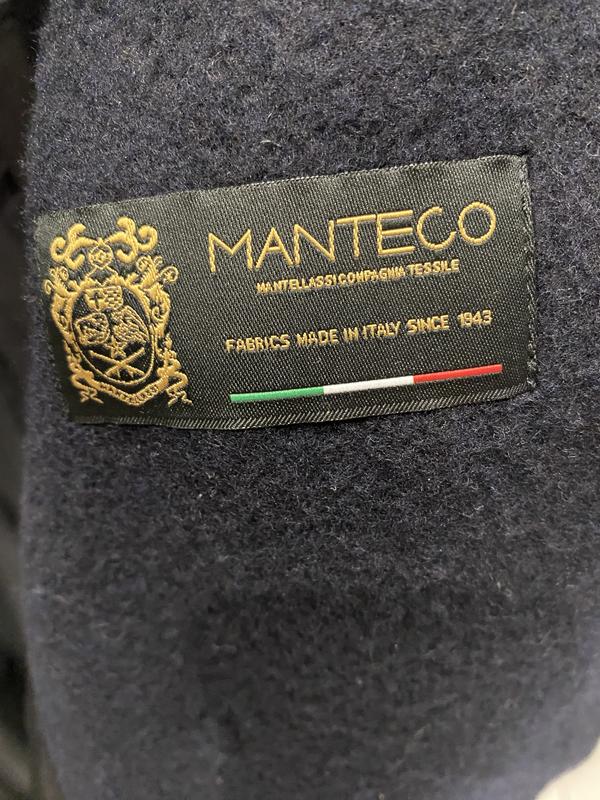 MANTECO
MANTELLASSI COMPAGNIA TESSILE
FABRICS MADE IN ITALY SINCE 1943